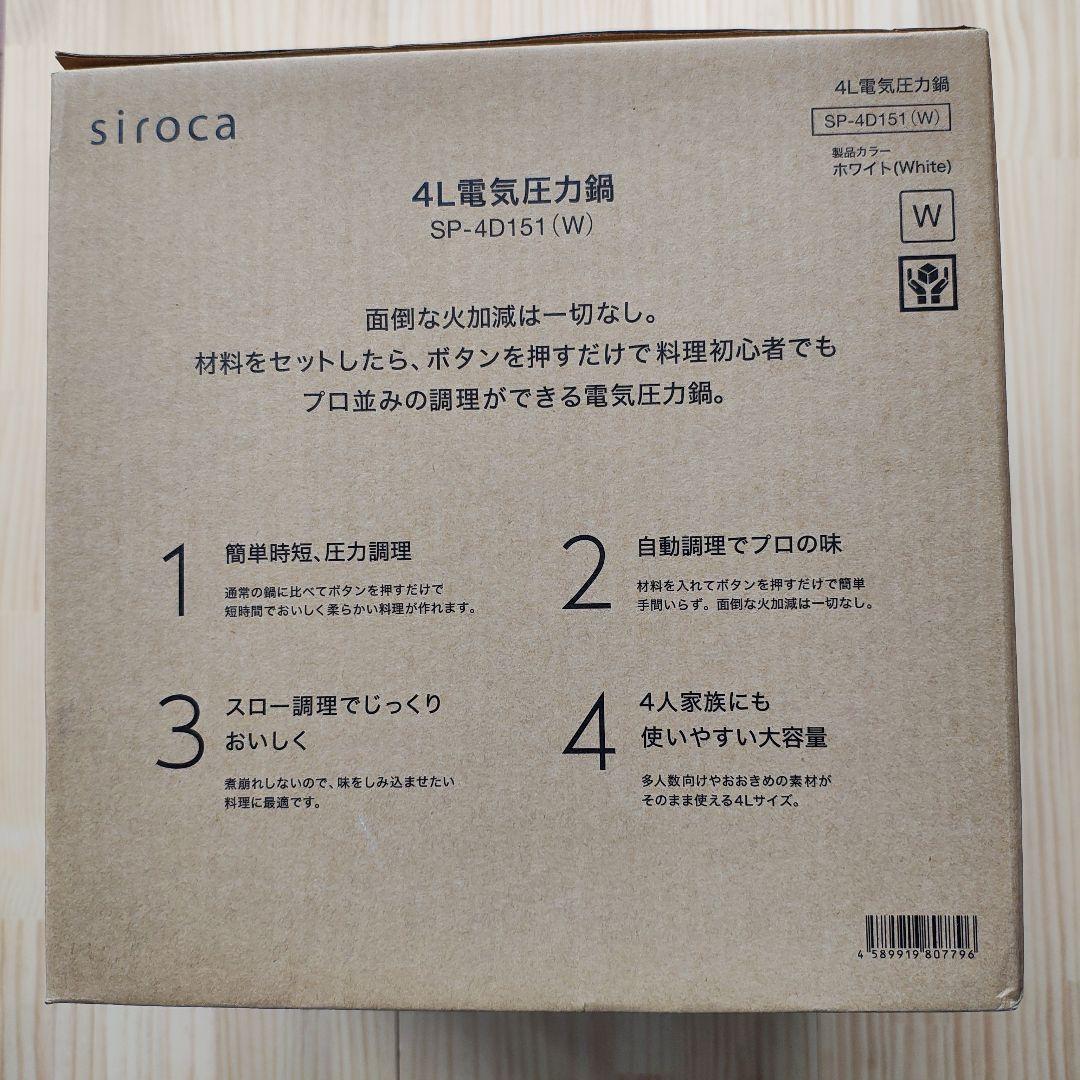 siroca
4L電気圧力鍋
SP-4D151(W)
製品カラー
ホワイト(White)
W
4L電気圧力鍋
SP-4D151(W)
面倒な火加減は一切なし。
材料をセットしたら、ボタンを押すだけで料理初心者でも
プロ並みの調理ができる電気圧力鍋。
1
簡単時短、圧力調理
通常の鍋に比べてボタンを押すだけで
短時間でおいしく柔らかい料理が作れます。
2
自動調理でプロの味
材料を入れてボタンを押すだけで簡単
手間いらず。面倒な火加減は一切なし。
3
スロー調理でじっくり
おいしく
煮崩れしないので、味をしみ込ませたい
料理に最適です。
4
4人家族にも
使いやすい大容量
多人数向けやおおきめの素材が
そのまま使える4Lサイズ。
4 589919 807796